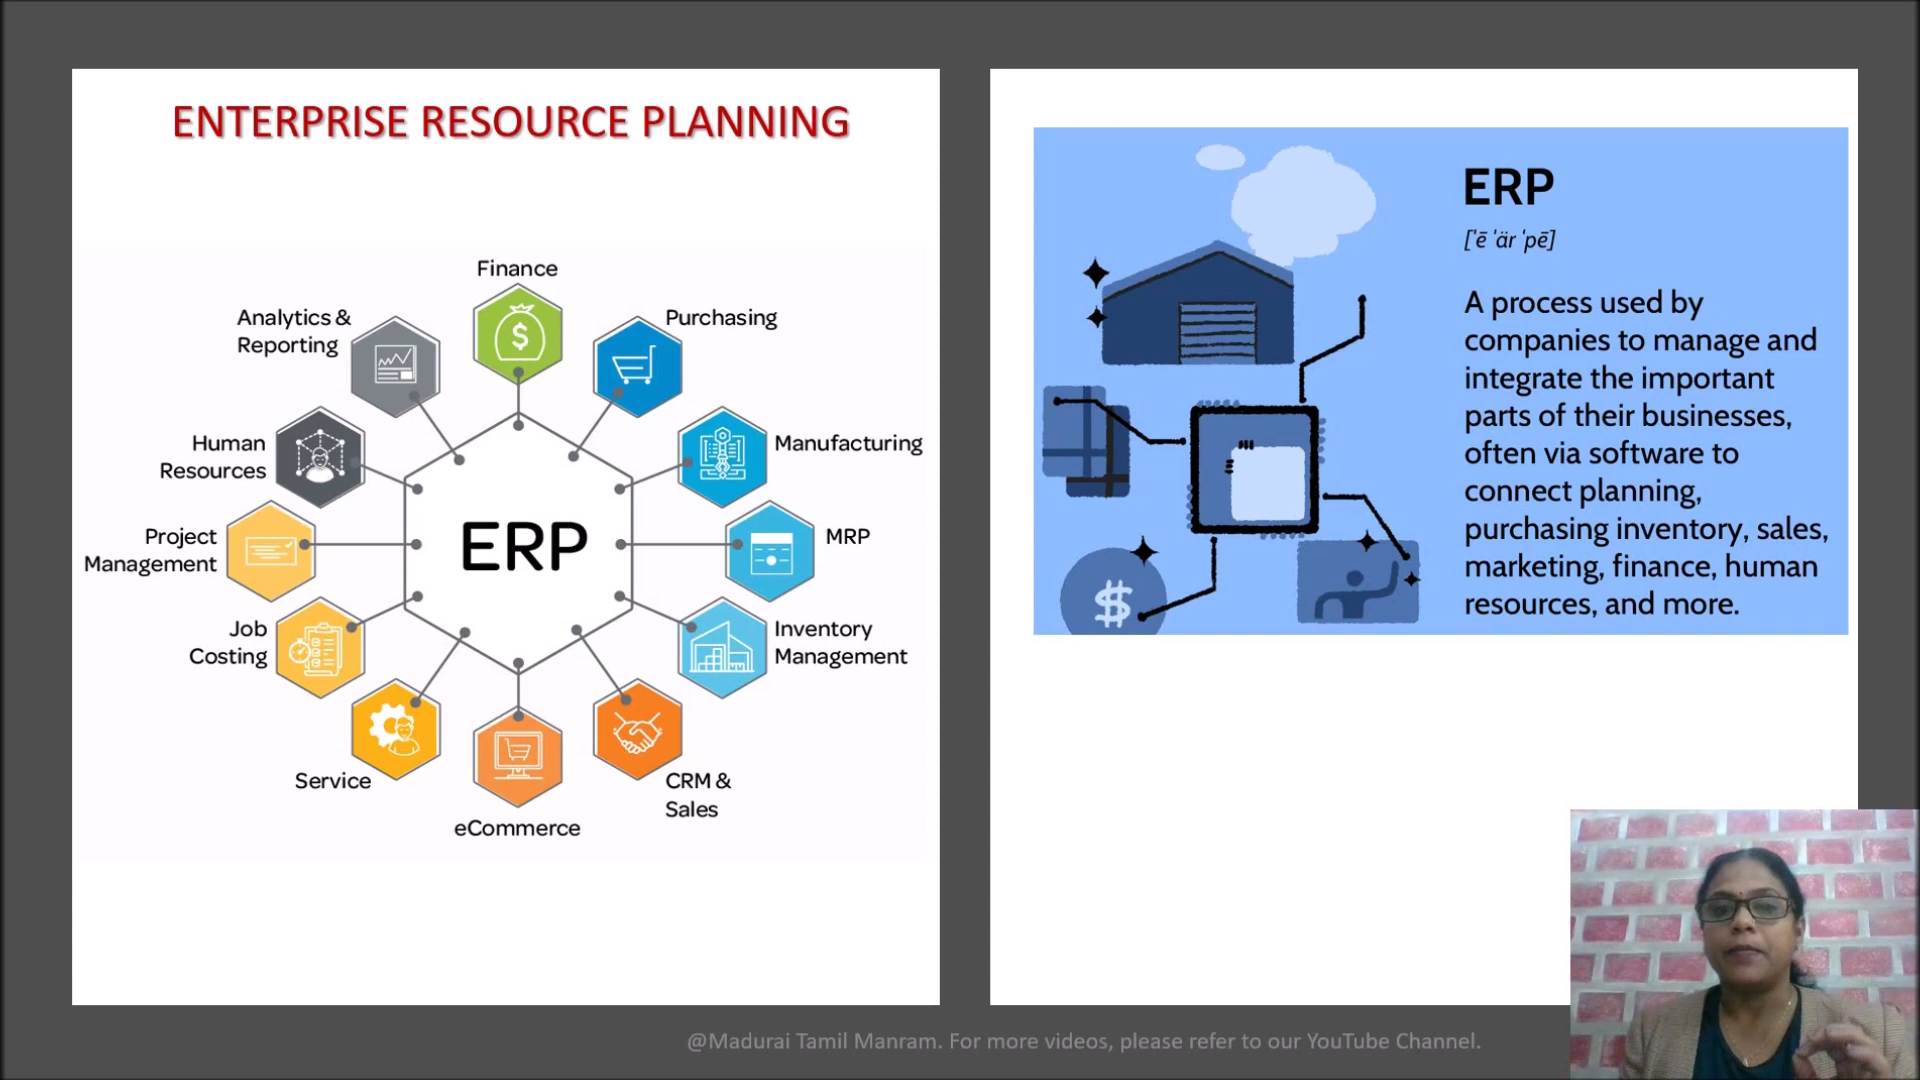 ENTERPRISE RESOURCE PLANNING
Finance
Analytics &
Reporting
Purchasing
Human
Resources
Manufacturing
Project
Management
ERP
MRP
Job
Costing
Inventory
Management
Service
CRM &
Sales
eCommerce
$
ERP
['ē 'är 'pē]
A process used by
companies to manage and
integrate the important
parts of their businesses,
often via software to
connect planning,
purchasing inventory, sales,
marketing, finance, human
resources, and more.
$
@Madurai Tamil Manram. For more videos, please refer to our YouTube Channel.